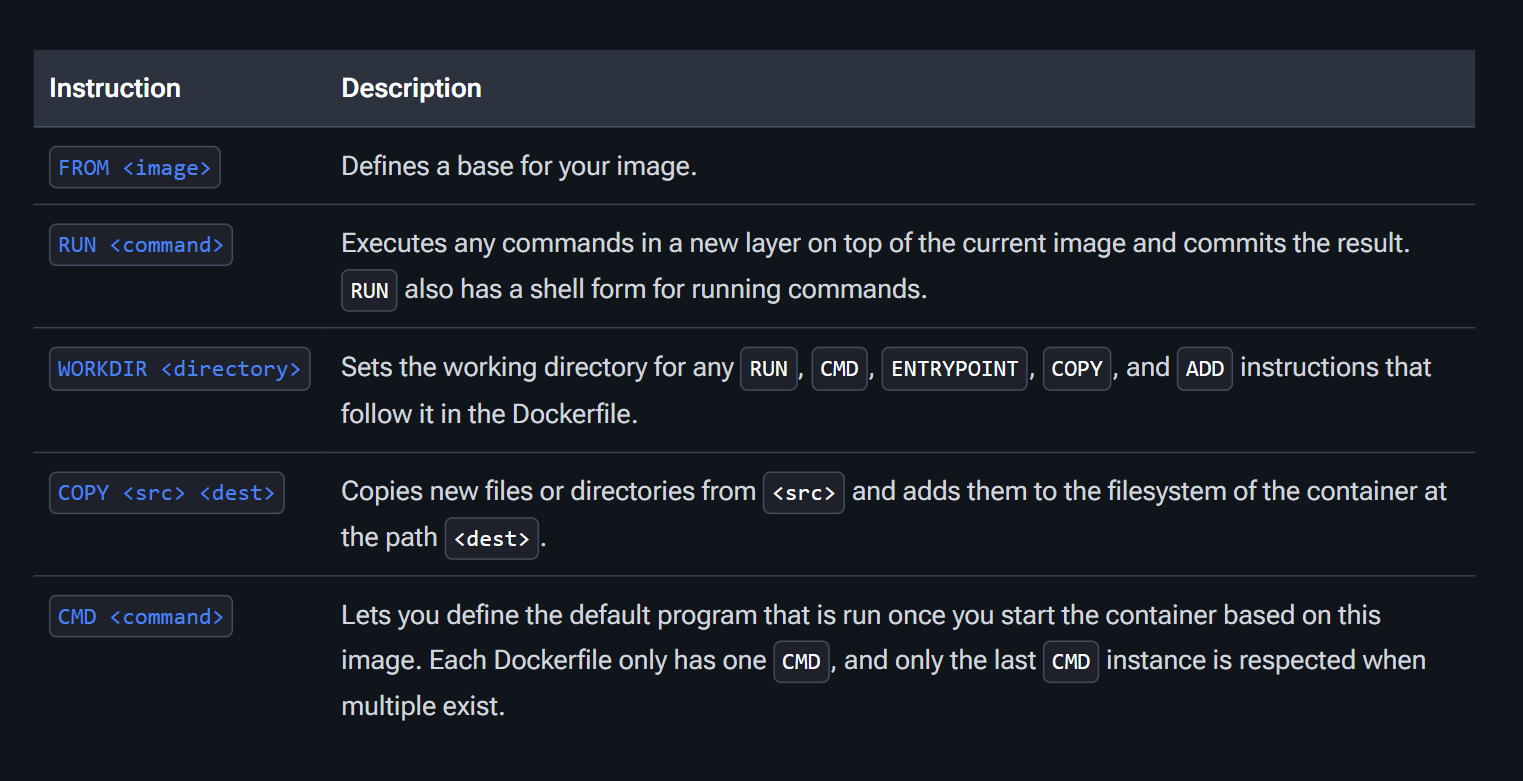 Instruction Description
FROM <image> Defines a base for your image.
RUN <command> Executes any commands in a new layer on top of the current image and commits the result.
RUN also has a shell form for running commands.
WORKDIR <directory> Sets the working directory for any RUN, CMD, ENTRYPOINT, COPY, and ADD instructions that
follow it in the Dockerfile.
COPY <src> <dest> Copies new files or directories from <src> and adds them to the filesystem of the container at
the path <dest>.
CMD <command> Lets you define the default program that is run once you start the container based on this
image. Each Dockerfile only has one CMD, and only the last CMD instance is respected when
multiple exist.